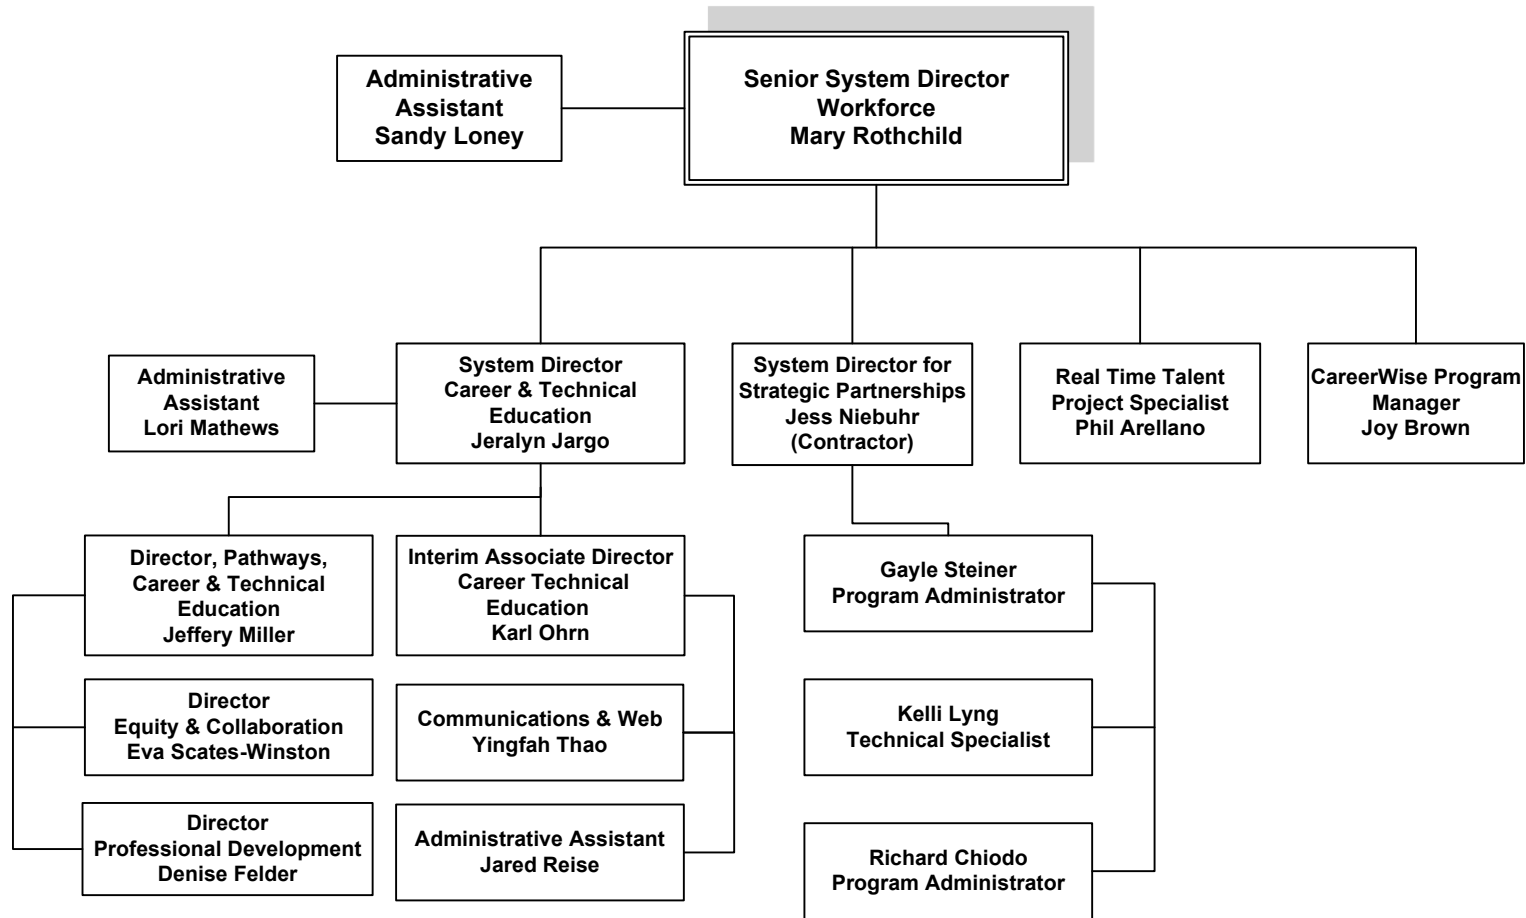 Administrative
Assistant
Sandy Loney
Senior System Director
Workforce
Mary Rothchild
Administrative
Assistant
Lori Mathews
System Director
Career & Technical
Education
Jeralyn Jargo
System Director for
Strategic Partnerships
Jess Niebuhr
(Contractor)
Real Time Talent
Project Specialist
Phil Arellano
CareerWise Program
Manager
Joy Brown
Director, Pathways,
Career & Technical
Education
Jeffery Miller
Interim Associate Director
Career Technical
Education
Karl Ohrn
Gayle Steiner
Program Administrator
Director
Equity & Collaboration
Eva Scates-Winston
Communications & Web
Yingfah Thao
Kelli Lyng
Technical Specialist
Director
Professional Development
Denise Felder
Administrative Assistant
Jared Reise
Richard Chiodo
Program Administrator